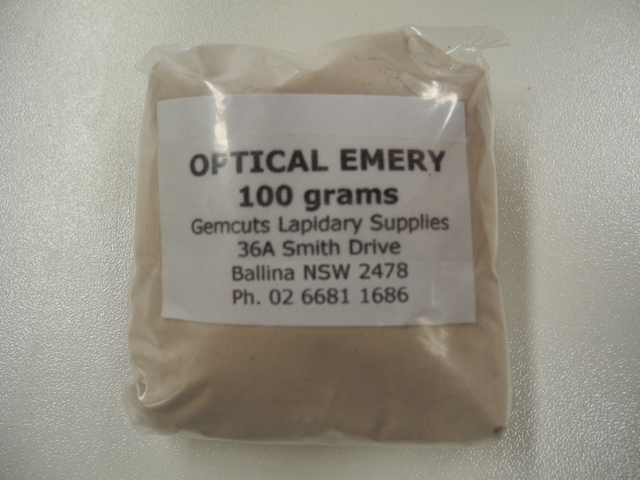 OPTICAL EMERY
100 grams
Gemcuts Lapidary Supplies
36A Smith Drive
Ballina NSW 2478
Ph. 02 6681 1686